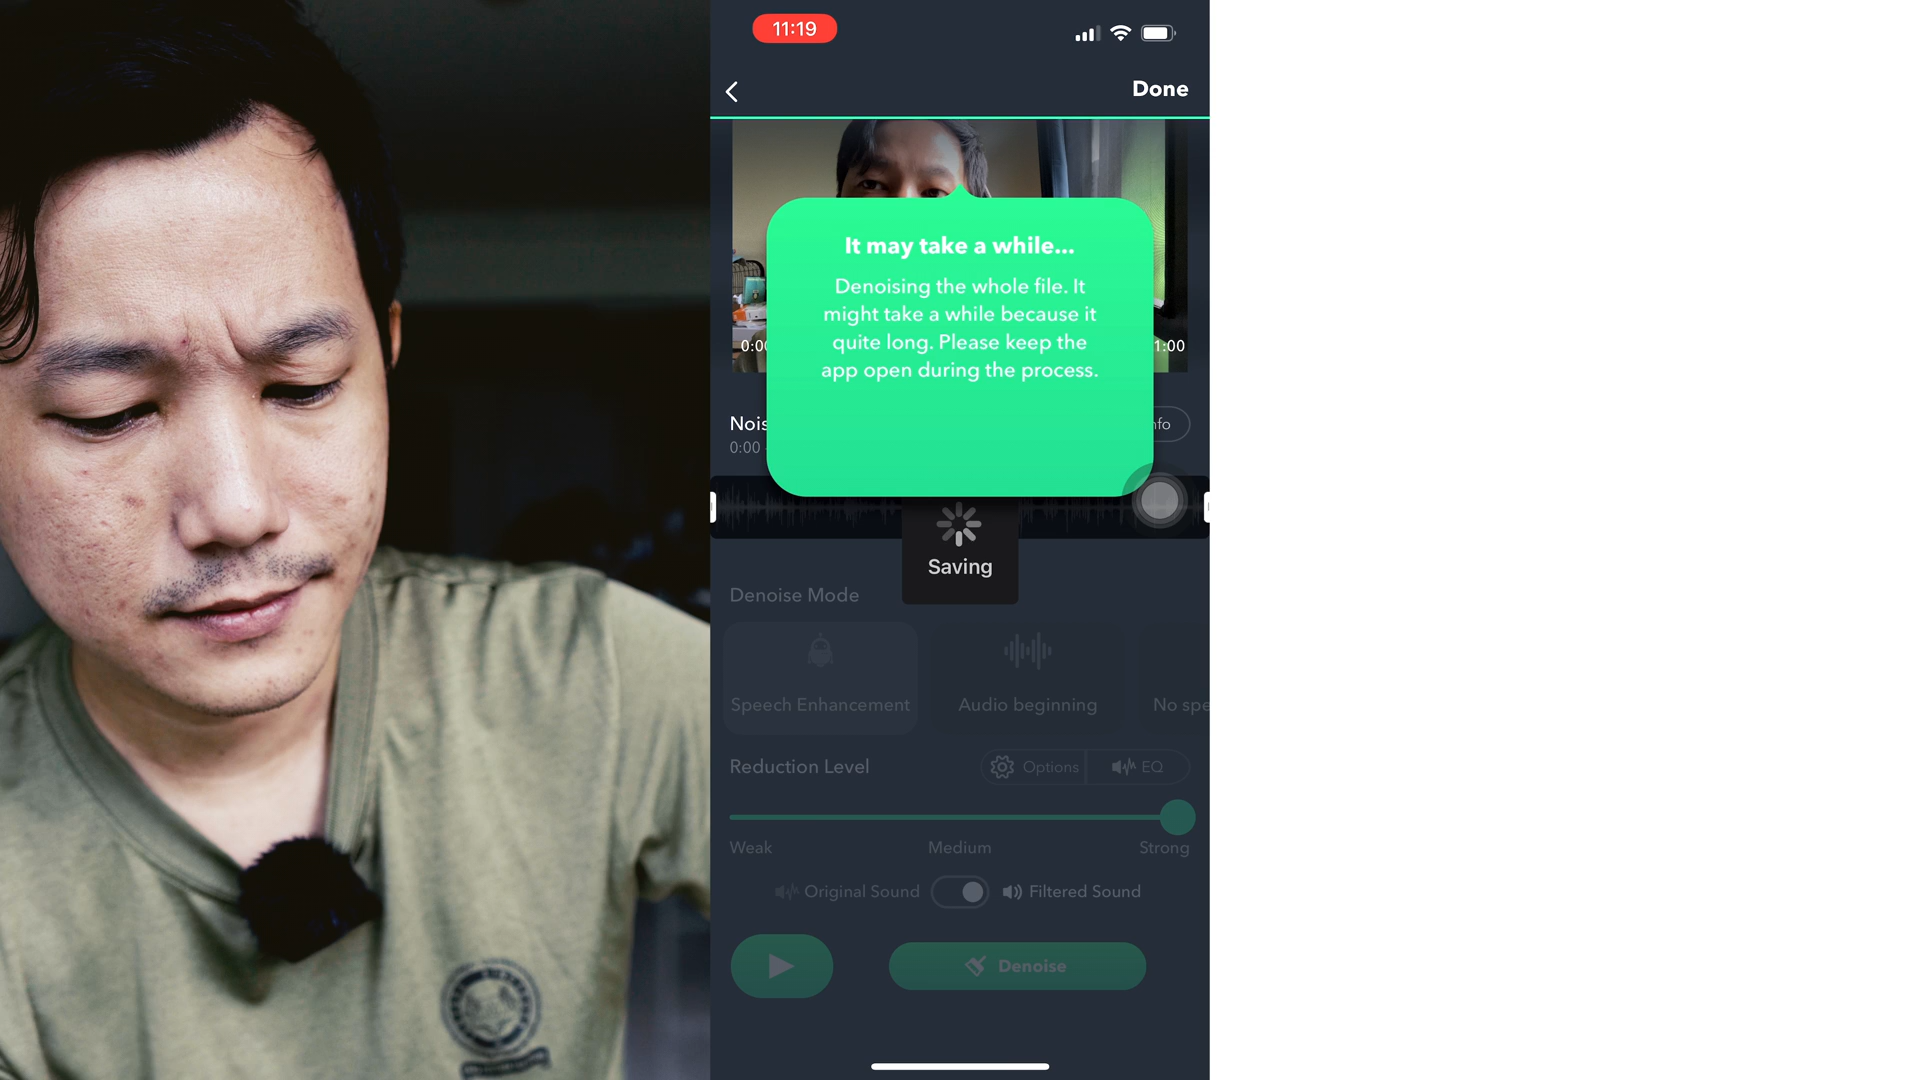 11:19
Done
It may take a while...
Denoising the whole file. It
might take a while because it
quite long. Please keep the
app open during the process.
0:00
1:00
Nois
nfo
0:00
Saving
Denoise Mode
Speech Enhancement
Audio beginning
No spe
Reduction Level
Options
EQ
Weak
Medium
Strong
Original Sound
Filtered Sound
Denoise